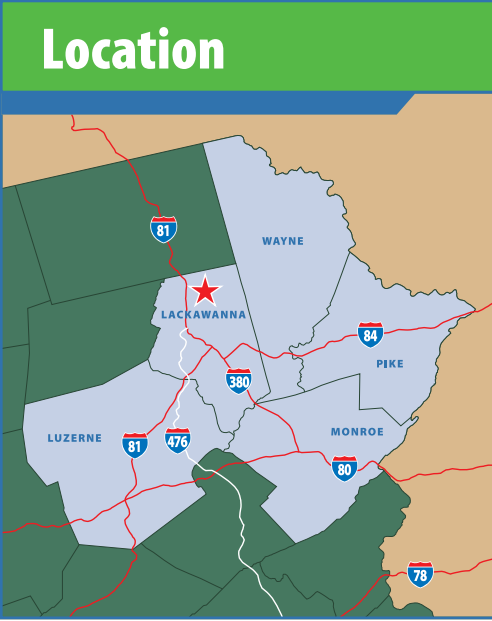 Location
81
WAYNE
LACKAWANNA
84
PIKE
380
MONROE
LUZERNE
81
476
80
78